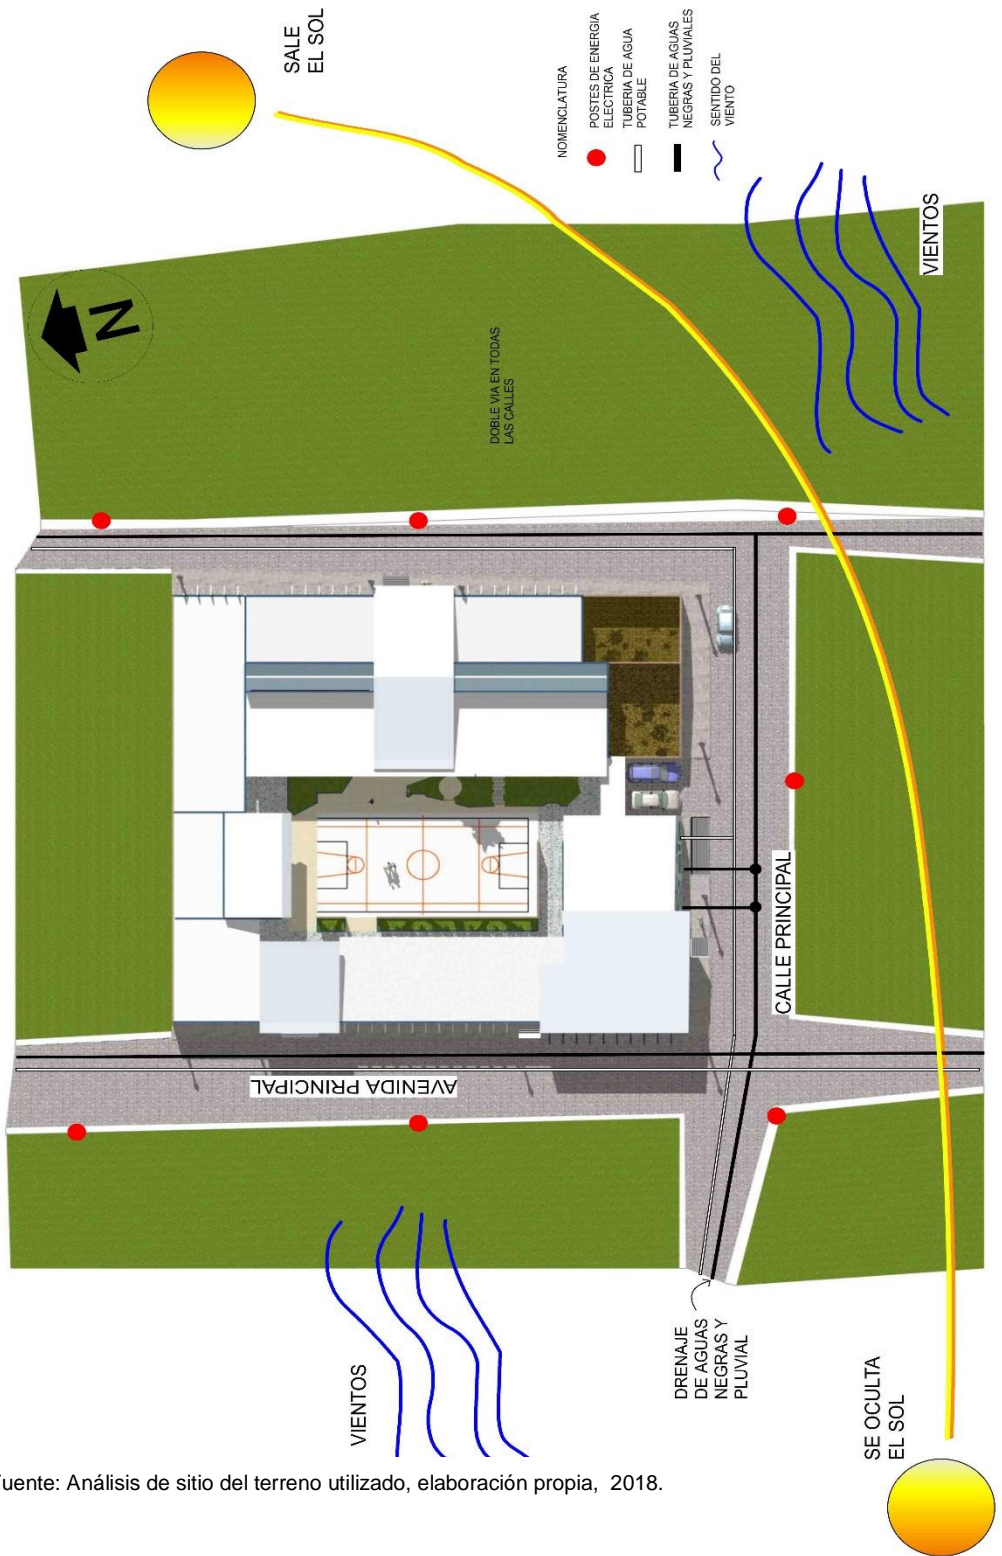 SALE
EL SOL
NOMENCLATURA
POSTES DE ENERGIA
ELECTRICA
TUBERIA DE AGUA
POTABLE
TUBERIA DE AGUAS
NEGRAS Y PLUVIALES
SENTIDO DEL
VIENTO
N
DOBLE VIA EN TODAS
LAS CALLES
VIENTOS
CALLE PRINCIPAL
AVENIDA PRINCIPAL
VIENTOS
DRENAJE
DE AGUAS
NEGRAS Y
PLUVIAL
SE OCULTA
EL SOL
uente: Análisis de sitio del terreno utilizado, elaboración propia, 2018.